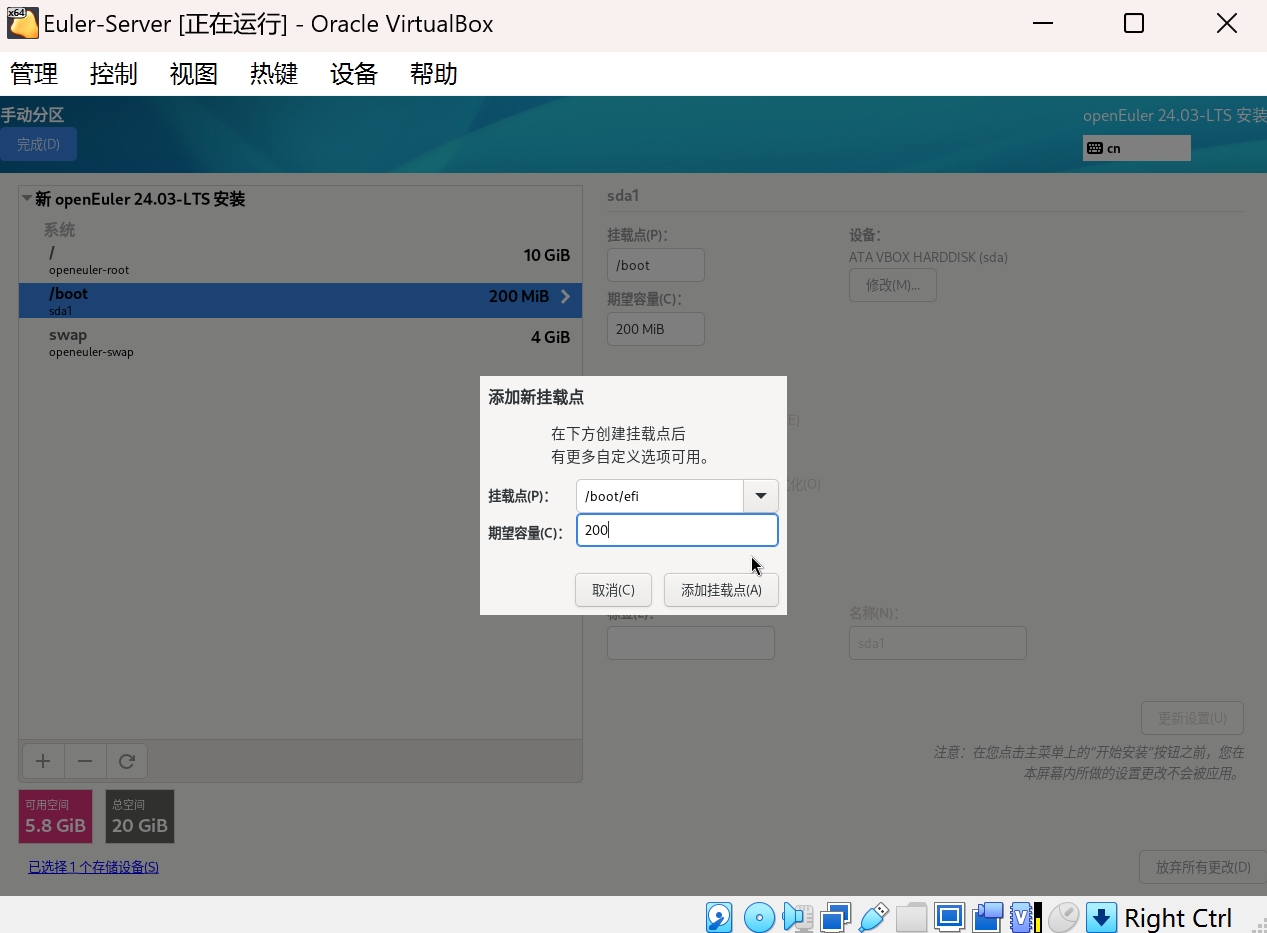 x64 Euler-Server [正在运行] - Oracle VirtualBox
管理 控制 视图 热键 设备 帮助
手动分区
openEuler 24.03-LTS 安装
完成(D)
cn
新 openEuler 24.03-LTS 安装
系统
/
openeuler-root
10 GiB
/boot
sda1
200 MiB
swap
openeuler-swap
4 GiB
sda1
挂载点(P):
/boot
期望容量(C):
200 MiB
设备:
ATA VBOX HARDDISK (sda)
修改(M)...
添加新挂载点
在下方创建挂载点后
有更多自定义选项可用。
挂载点(P):
/boot/efi
期望容量(C):
200
取消(C)
添加挂载点(A)
名称(N):
sda1
更新设置(U)
注意：在您点击主菜单上的“开始安装”按钮之前，您在
本屏幕内所做的设置更改不会被应用。
可用空间
5.8 GiB
总空间
20 GiB
已选择 1 个存储设备(S)
放弃所有更改(D)
Right Ctrl